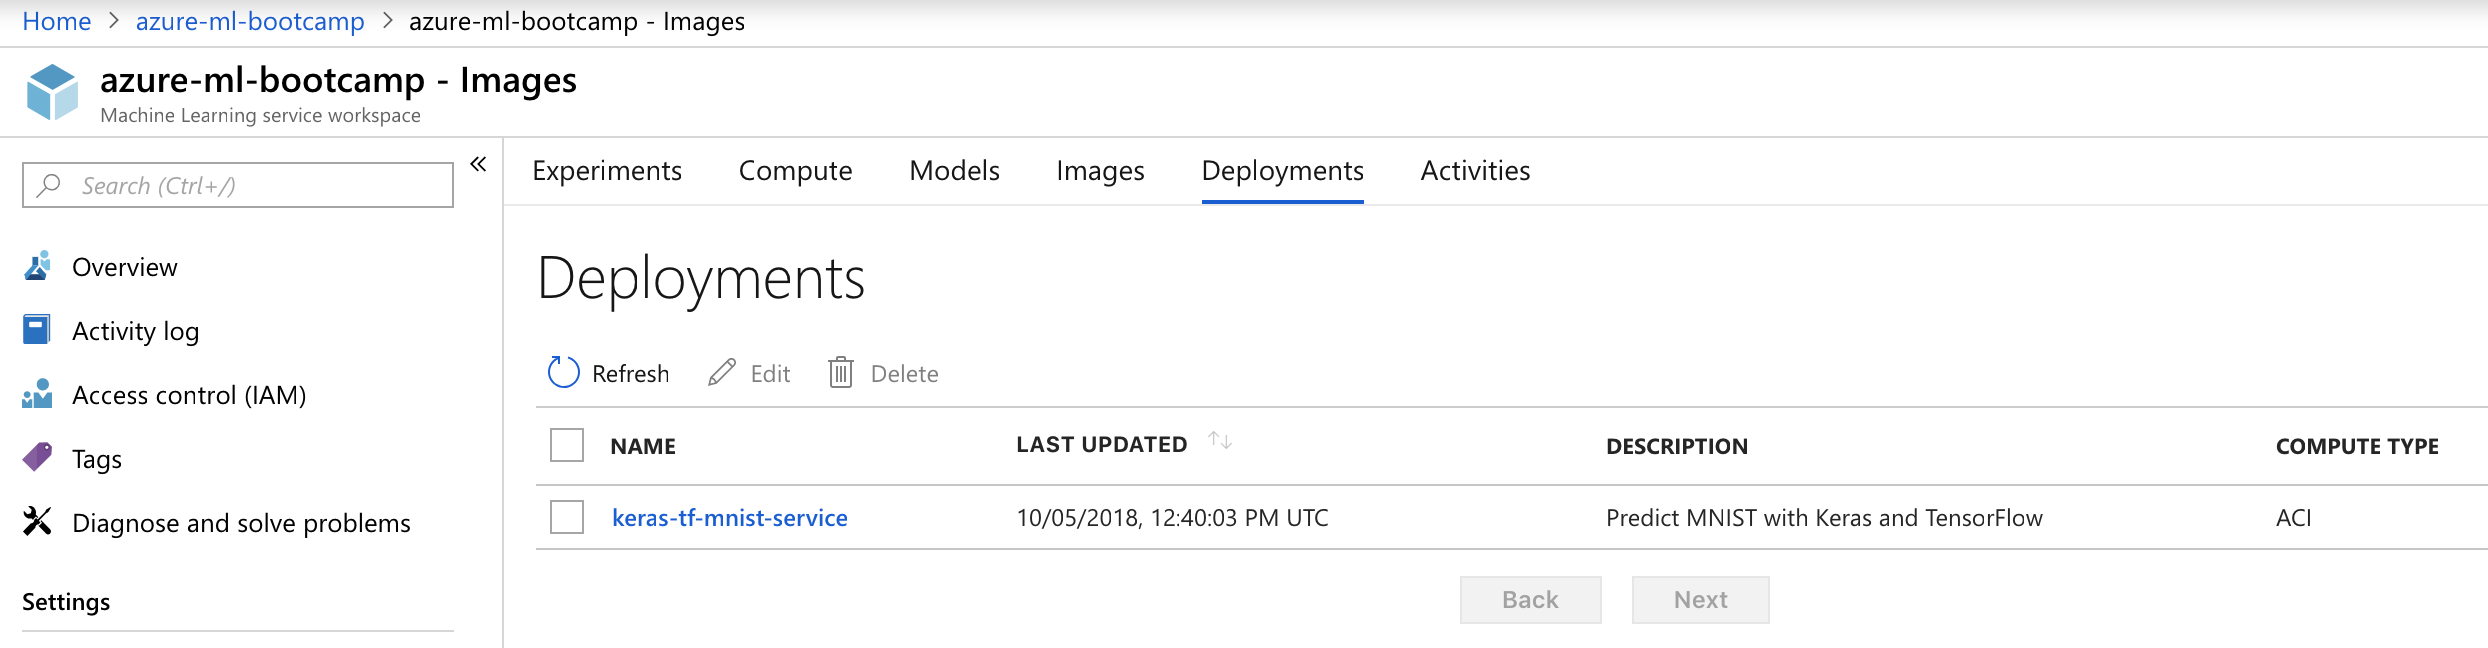 Home > azure-ml-bootcamp > azure-ml-bootcamp - Images
azure-ml-bootcamp - Images
Machine Learning service workspace
Search (Ctrl+/)
«
Overview
Activity log
Access control (IAM)
Tags
Diagnose and solve problems
Settings
Experiments Compute Models Images Deployments Activities
Deployments
Refresh Edit Delete
NAME LAST UPDATED ↑↓ DESCRIPTION COMPUTE TYPE
keras-tf-mnist-service 10/05/2018, 12:40:03 PM UTC Predict MNIST with Keras and TensorFlow ACI
Back Next